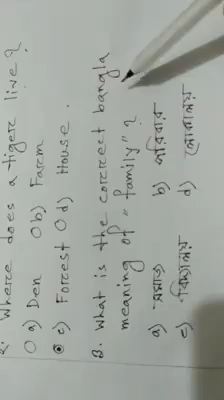 2. Where does a tiger live?
a) Den b) Farm
c) Forest d) House.
3. What is the correct bangla
meaning of "family"?
a) সমাজ b) পরিবার
c) বিদ্যালয় d) লোকালয়